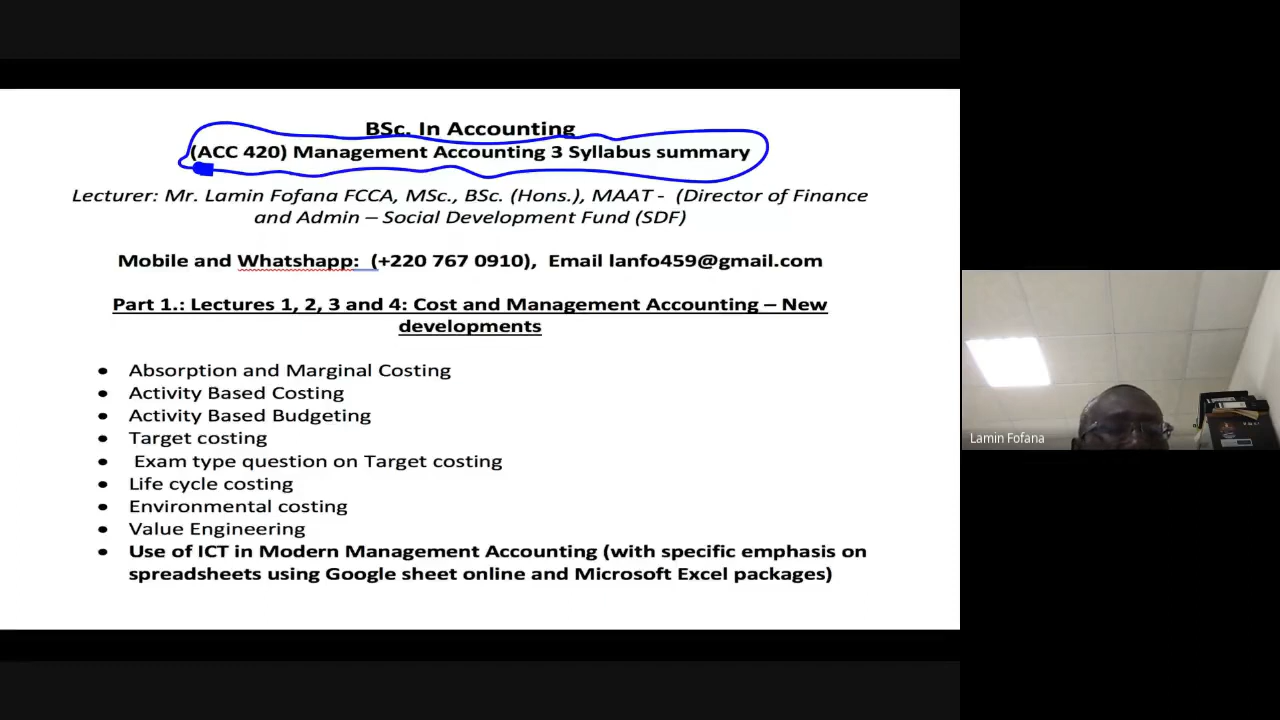 BSc. In Accounting
(ACC 420) Management Accounting 3 Syllabus summary
Lecturer: Mr. Lamin Fofana FCCA, MSc., BSc. (Hons.), MAAT - (Director of Finance
and Admin – Social Development Fund (SDF)
Mobile and Whatshapp: (+220 767 0910), Email lanfo459@gmail.com
Part 1.: Lectures 1, 2, 3 and 4: Cost and Management Accounting – New
developments
• Absorption and Marginal Costing
• Activity Based Costing
• Activity Based Budgeting
• Target costing
• Exam type question on Target costing
• Life cycle costing
• Environmental costing
• Value Engineering
• Use of ICT in Modern Management Accounting (with specific emphasis on
spreadsheets using Google sheet online and Microsoft Excel packages)
Lamin Fofana